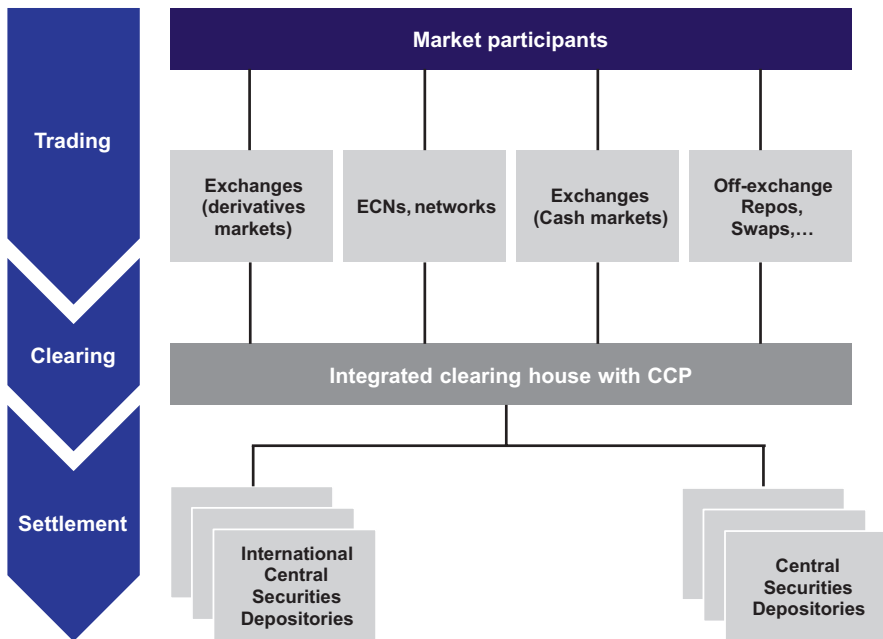 Market participants
Trading
Exchanges
(derivatives
markets)
ECNs, networks
Exchanges
(Cash markets)
Off-exchange
Repos,
Swaps,...
Clearing
Integrated clearing house with CCP
Settlement
International
Central
Securities
Depositories
Central
Securities
Depositories